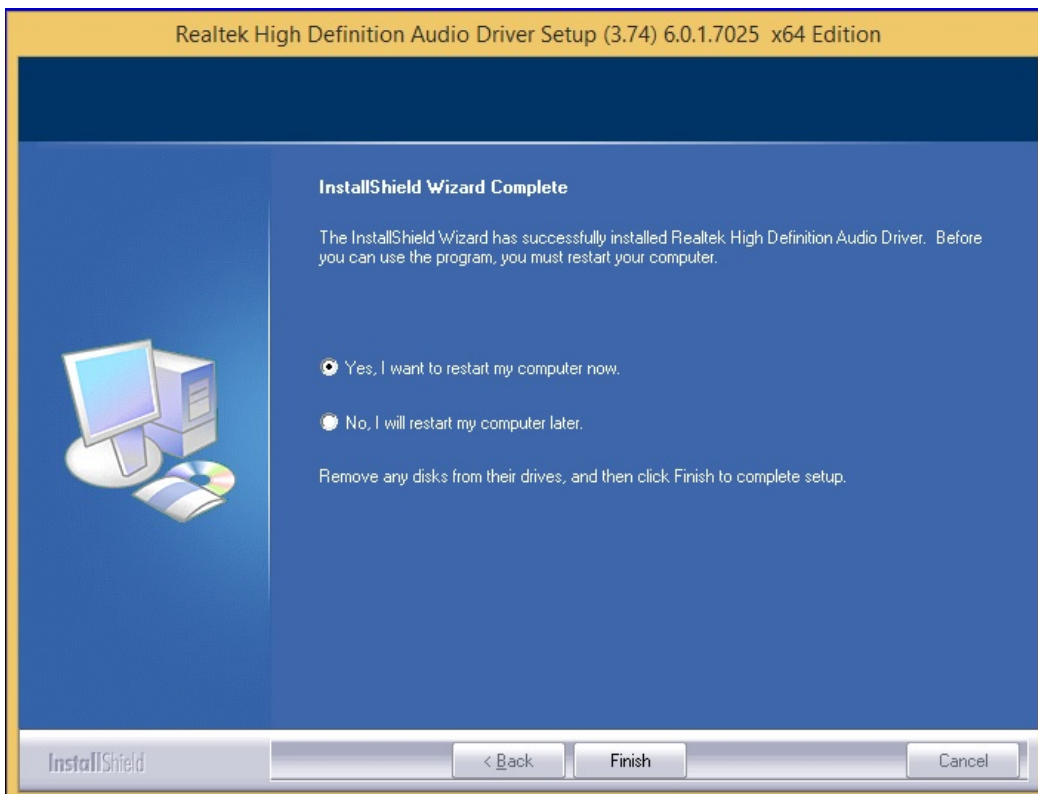 Realtek High Definition Audio Driver Setup (3.74) 6.0.1.7025 x64 Edition
InstallShield Wizard Complete
The InstallShield Wizard has successfully installed Realtek High Definition Audio Driver. Before
you can use the program, you must restart your computer.
Yes, I want to restart my computer now.
No, I will restart my computer later.
Remove any disks from their drives, and then click Finish to complete setup.
InstallShield
< Back
Finish
Cancel